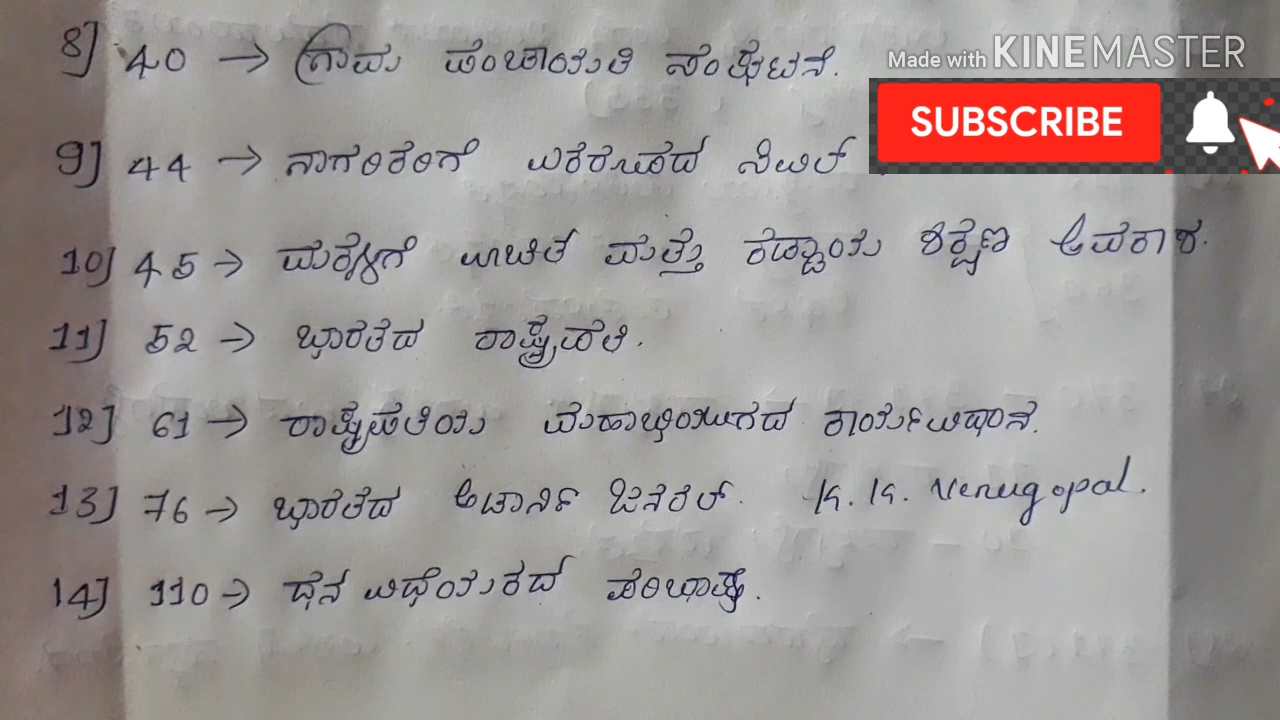 8] 40 → ಗ್ರಾಮ ಪಂಚಾಯತಿ ಸಂಘಟನೆ.
Made with KINEMASTER
SUBSCRIBE
9] 44 → ನಾಗರಿಕರಿಗೆ ಏಕರೂಪದ ಸಿವಿಲ್
10] 45 → ಮಕ್ಕಳಿಗೆ ಉಚಿತ ಮತ್ತು ಕಡ್ಡಾಯ ಶಿಕ್ಷಣ ಅವಕಾಶ.
11] 52 → ಭಾರತದ ರಾಷ್ಟ್ರಪತಿ.
12] 61 → ರಾಷ್ಟ್ರಪತಿಯ ಮಹಾಭಿಯೋಗದ ಕಾರ್ಯವಿಧಾನ.
13] 76 → ಭಾರತದ ಅಟಾರ್ನಿ ಜನರಲ್. K. K. Venugopal.
14] 110 → ಧನ ವಿಧೇಯಕದ ಪರಿಭಾಷೆ.